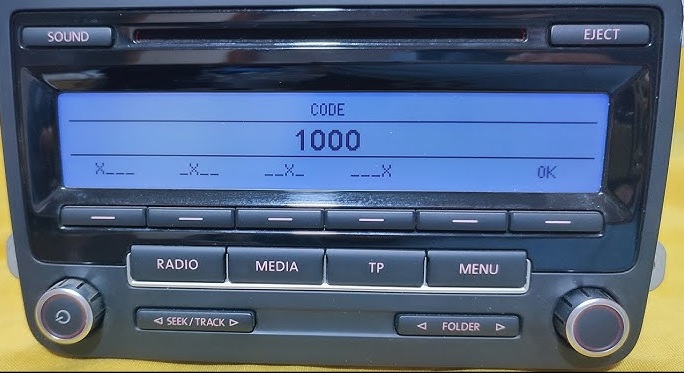 SOUND
EJECT
CODE
1000
X___ _X__ __X_ ___X OK
RADIO
MEDIA
TP
MENU
SEEK/TRACK
FOLDER